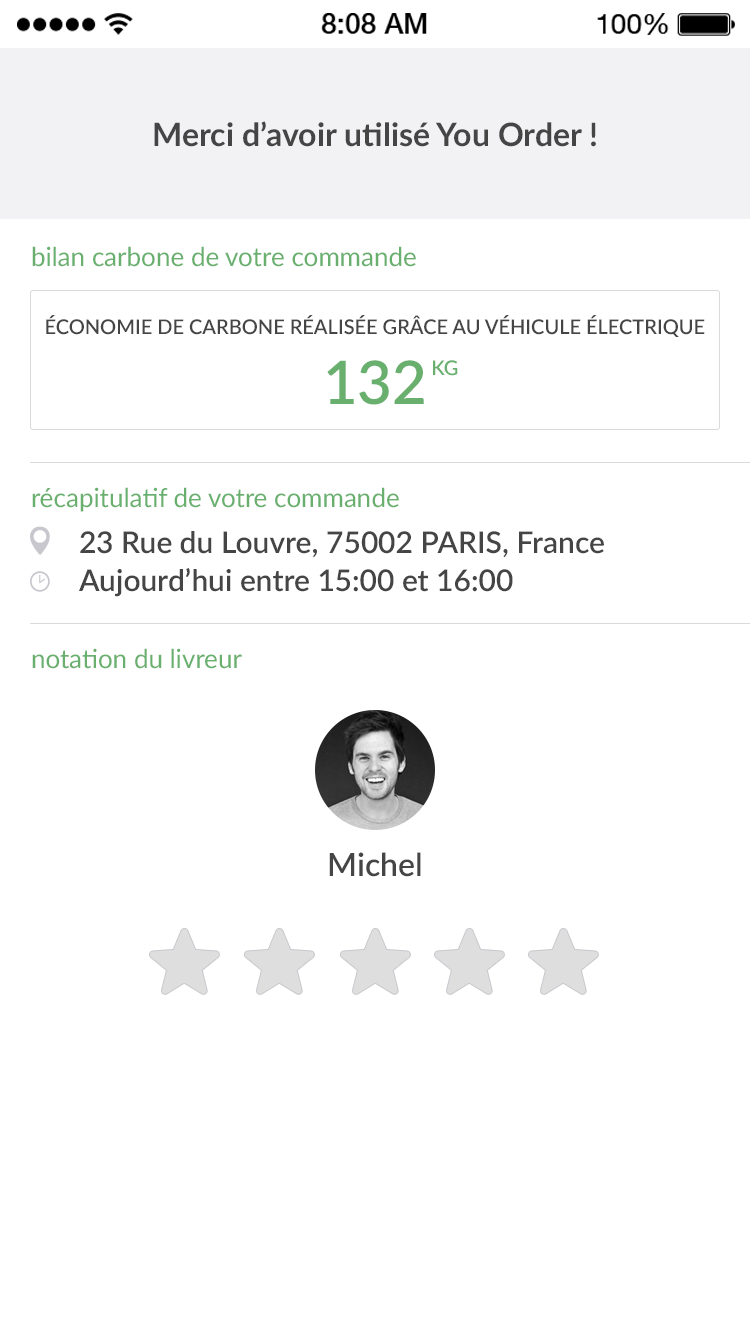 8:08 AM 100%
Merci d’avoir utilisé You Order !
bilan carbone de votre commande
ÉCONOMIE DE CARBONE RÉALISÉE GRÂCE AU VÉHICULE ÉLECTRIQUE
132 KG
récapitulatif de votre commande
23 Rue du Louvre, 75002 PARIS, France
Aujourd’hui entre 15:00 et 16:00
notation du livreur
Michel